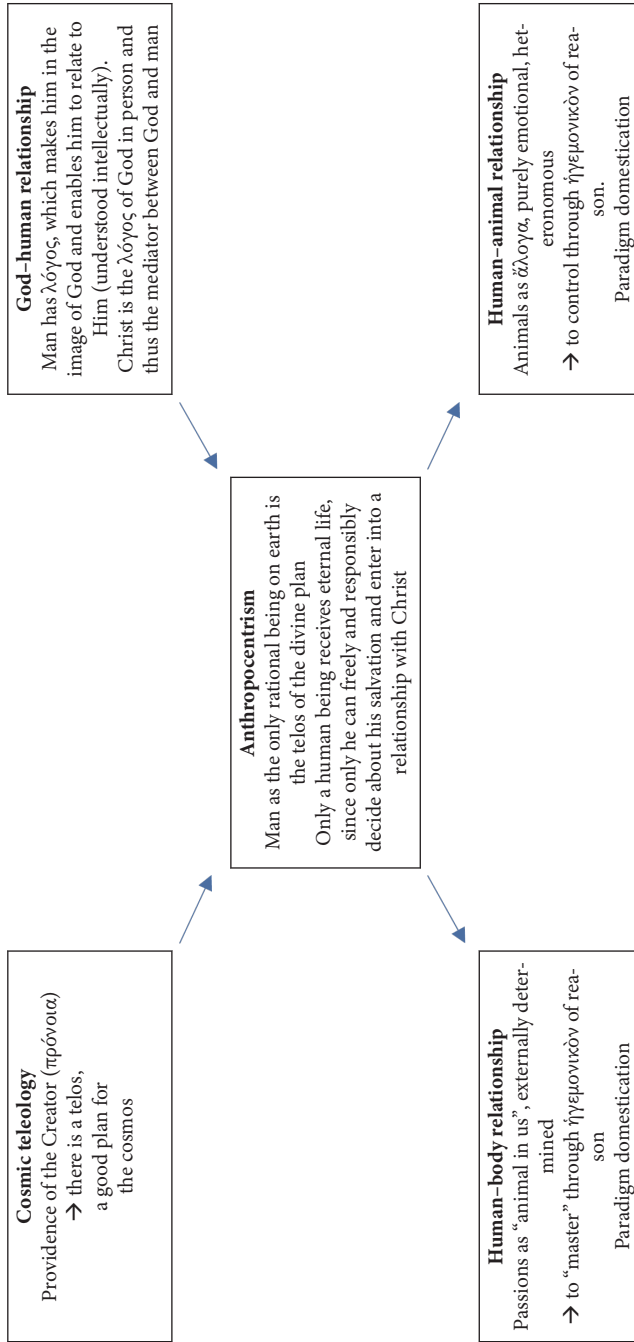 Cosmic teleology
Providence of the Creator (πρόνοια)
→ there is a telos,
a good plan for
the cosmos
God–human relationship
Man has λόγος, which makes him in the
image of God and enables him to relate to
Him (understood intellectually).
Christ is the λόγος of God in person and
thus the mediator between God and man
Anthropocentrism
Man as the only rational being on earth is
the telos of the divine plan
Only a human being receives eternal life,
since only he can freely and responsibly
decide about his salvation and enter into a
relationship with Christ
Human–body relationship
Passions as “animal in us”, externally deter-
mined
→ to “master” through ἡγεμονικὸν of rea-
son
Paradigm domestication
Human–animal relationship
Animals as ἄλογα, purely emotional, het-
eronomous
→ to control through ἡγεμονικὸν of rea-
son.
Paradigm domestication